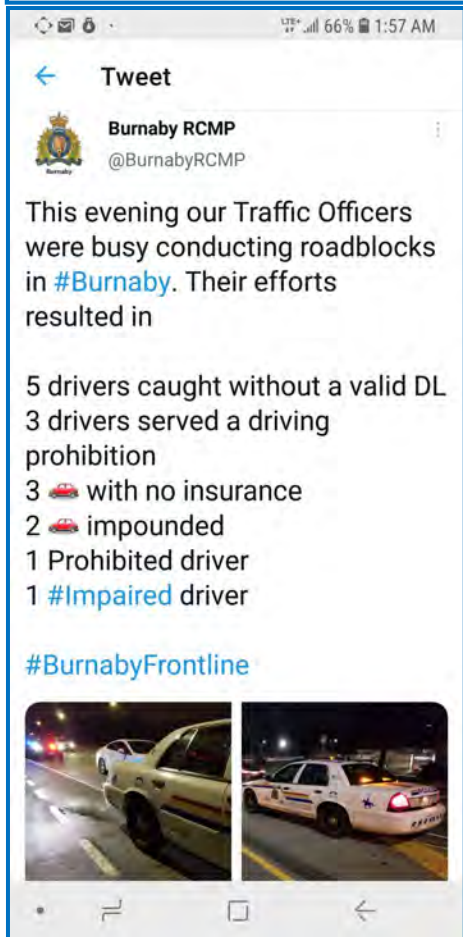 LTE+ 66% 1:57 AM
Tweet
Burnaby RCMP
@BurnabyRCMP
Burnaby
This evening our Traffic Officers
were busy conducting roadblocks
in #Burnaby. Their efforts
resulted in
5 drivers caught without a valid DL
3 drivers served a driving
prohibition
3 🚗 with no insurance
2 🚗 impounded
1 Prohibited driver
1 #Impaired driver
#BurnabyFrontline